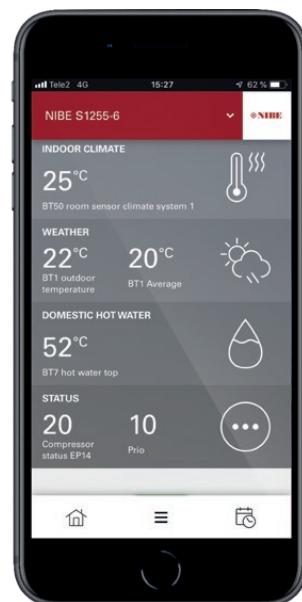 Tele2 4G 15:27 62 %
NIBE S1255-6 NIBE
INDOOR CLIMATE
25°C
BT50 room sensor climate system 1
WEATHER
22°C 20°C
BT1 outdoor BT1 Average
temperature
DOMESTIC HOT WATER
52°C
BT7 hot water top
STATUS
20 10
Compressor Prio
status EP14